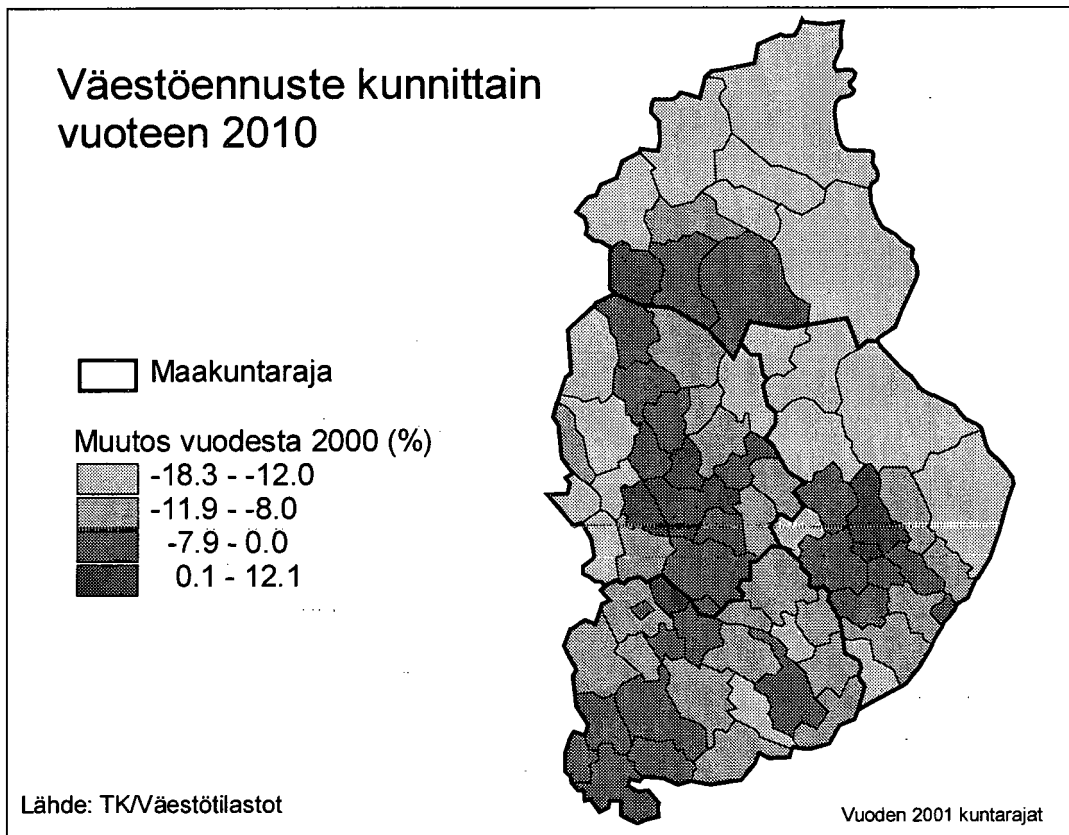 Väestöennuste kunnittain
vuoteen 2010
Maakuntaraja
Muutos vuodesta 2000 (%)
-18.3 - -12.0
-11.9 - -8.0
-7.9 - 0.0
0.1 - 12.1
Lähde: TK/Väestötilastot
Vuoden 2001 kuntarajat